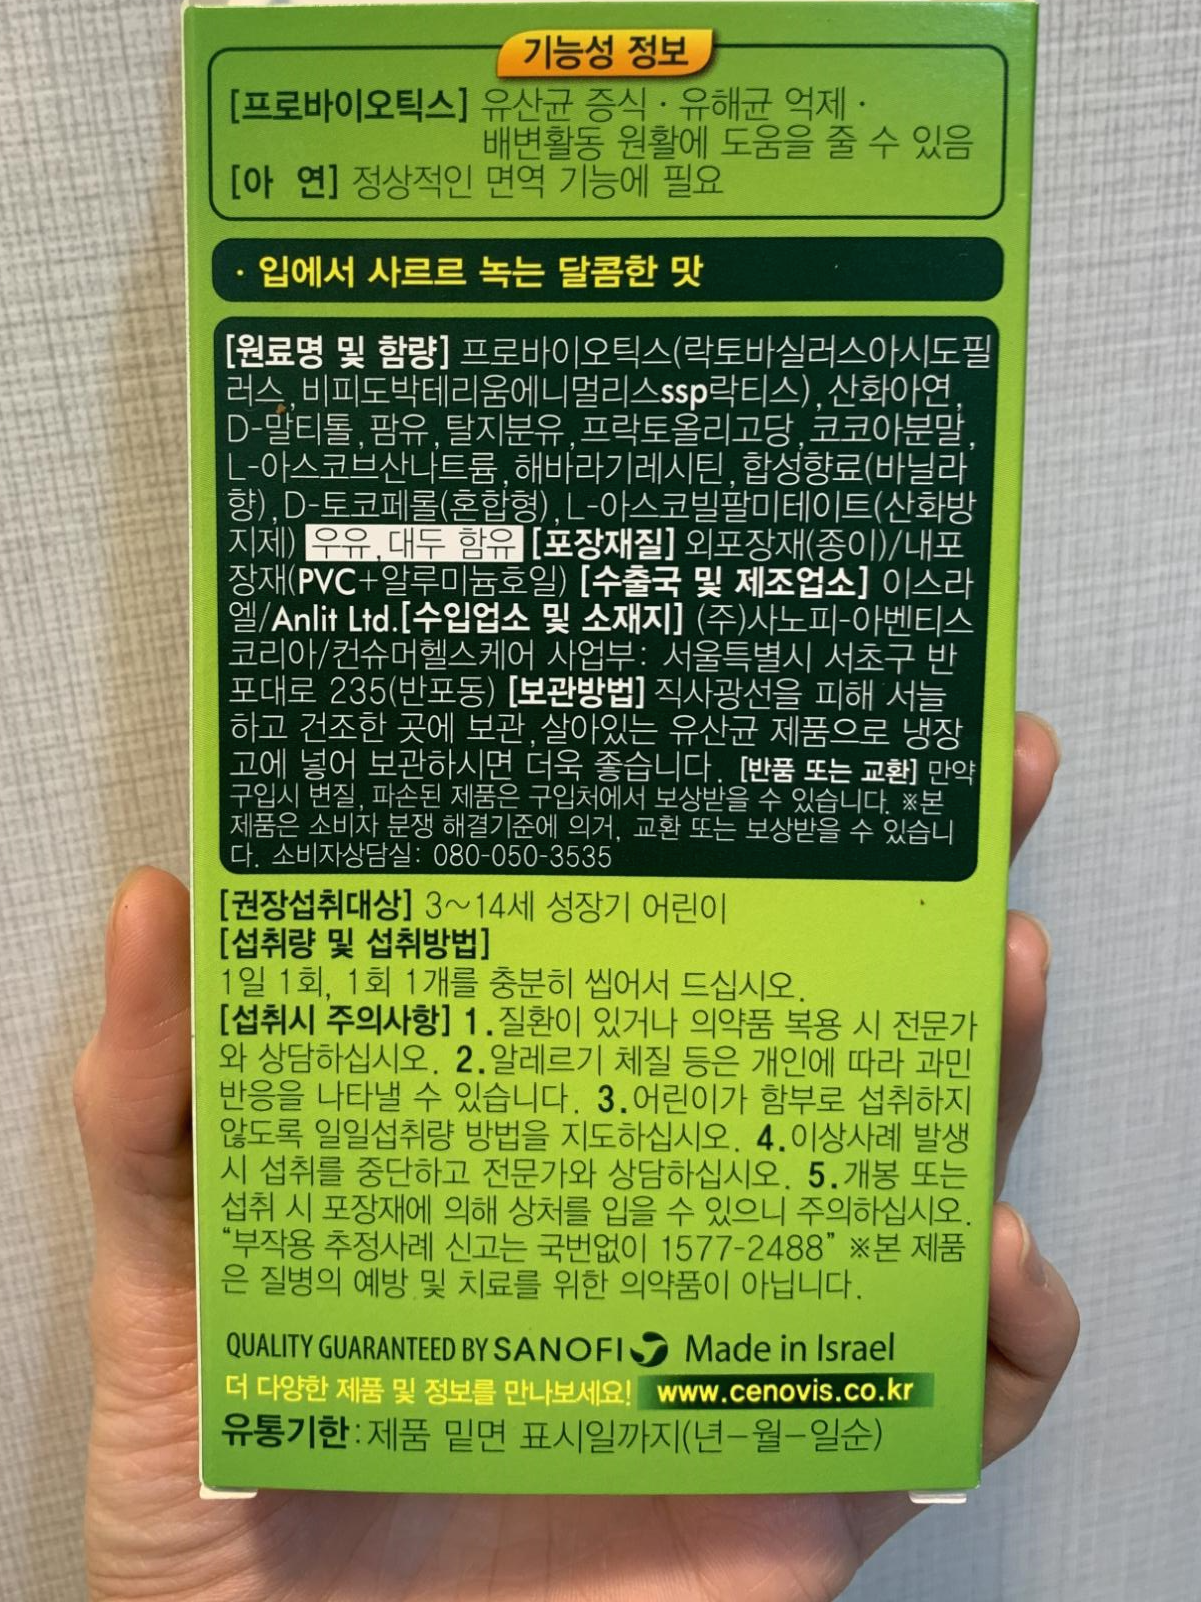 기능성 정보
[프로바이오틱스] 유산균 증식 · 유해균 억제 ·
배변활동 원활에 도움을 줄 수 있음
[아 연] 정상적인 면역 기능에 필요
· 입에서 사르르 녹는 달콤한 맛
[원료명 및 함량] 프로바이오틱스(락토바실러스아시도필
러스, 비피도박테리움에니멀리스ssp락티스), 산화아연,
D-말티톨, 팜유, 탈지분유, 프락토올리고당, 코코아분말,
L-아스코브산나트륨, 해바라기레시틴, 합성향료(바닐라
향), D-토코페롤(혼합형), L-아스코빌팔미테이트(산화방
지제) 우유, 대두 함유 [포장재질] 외포장재(종이)/내포
장재(PVC+알루미늄호일) [수출국 및 제조업소] 이스라
엘/Anlit Ltd.[수입업소 및 소재지] (주)사노피-아벤티스
코리아/컨슈머헬스케어 사업부: 서울특별시 서초구 반
포대로 235(반포동) [보관방법] 직사광선을 피해 서늘
하고 건조한 곳에 보관, 살아있는 유산균 제품으로 냉장
고에 넣어 보관하시면 더욱 좋습니다. [반품 또는 교환] 만약
구입시 변질, 파손된 제품은 구입처에서 보상받을 수 있습니다. ※본
제품은 소비자 분쟁 해결기준에 의거, 교환 또는 보상받을 수 있습니
다. 소비자상담실: 080-050-3535
[권장섭취대상] 3~14세 성장기 어린이
[섭취량 및 섭취방법]
1일 1회, 1회 1개를 충분히 씹어서 드십시오.
[섭취시 주의사항] 1.질환이 있거나 의약품 복용 시 전문가
와 상담하십시오. 2.알레르기 체질 등은 개인에 따라 과민
반응을 나타낼 수 있습니다. 3.어린이가 함부로 섭취하지
않도록 일일섭취량 방법을 지도하십시오. 4.이상사례 발생
시 섭취를 중단하고 전문가와 상담하십시오. 5.개봉 또는
섭취 시 포장재에 의해 상처를 입을 수 있으니 주의하십시오.
“부작용 추정사례 신고는 국번없이 1577-2488” ※본 제품
은 질병의 예방 및 치료를 위한 의약품이 아닙니다.
QUALITY GUARANTEED BY SANOFI Made in Israel
더 다양한 제품 및 정보를 만나보세요! www.cenovis.co.kr
유통기한:제품 밑면 표시일까지(년-월-일순)